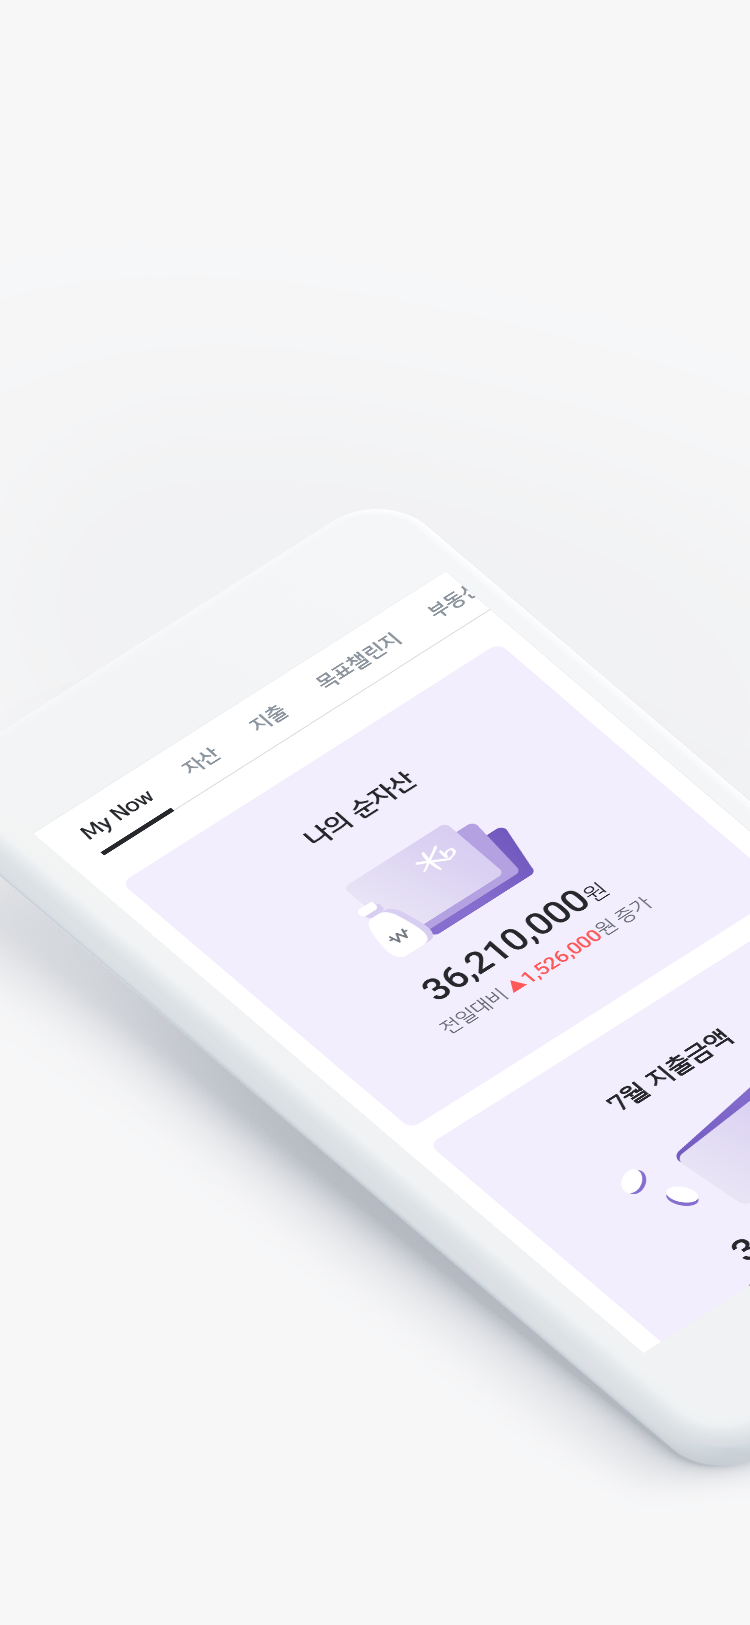 My Now 자산 지출 목표챌린지 부동산
나의 순자산
36,210,000원
전일대비 ▲1,526,000원 증가
7월 지출금액
3